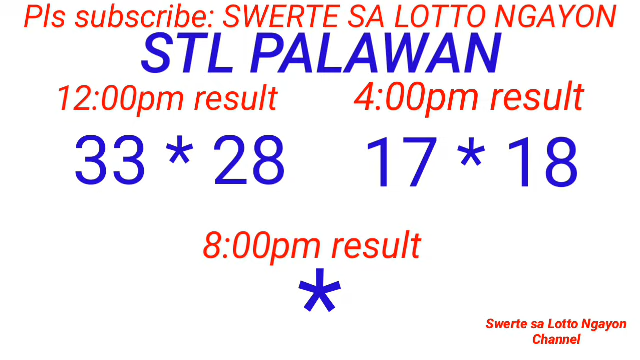 Pls subscribe: SWERTE SA LOTTO NGAYON
STL PALAWAN
12:00pm result
4:00pm result
33 * 28
17 * 18
8:00pm result
*
Swerte sa Lotto Ngayon
Channel